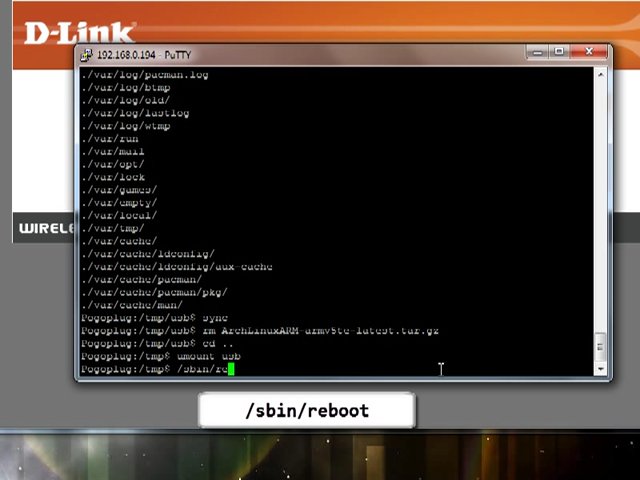 D-Link
192.168.0.194 - PuTTY
./var/log/pacman.log
./var/log/btmp
./var/log/old/
./var/log/lastlog
./var/log/wtmp
./var/run
./var/mail
./var/opt/
./var/lock
./var/games/
./var/empty/
./var/local/
./var/tmp/
./var/cache/
./var/cache/ldconfig/
./var/cache/ldconfig/aux-cache
./var/cache/pacman/
./var/cache/pacman/pkg/
./var/cache/man/
Pogoplug:/tmp/usb$ sync
Pogoplug:/tmp/usb$ rm ArchLinuxARM-armv5te-latest.tar.gz
Pogoplug:/tmp/usb$ cd ..
Pogoplug:/tmp$ umount usb
Pogoplug:/tmp$ /sbin/re
WIREL
/sbin/reboot